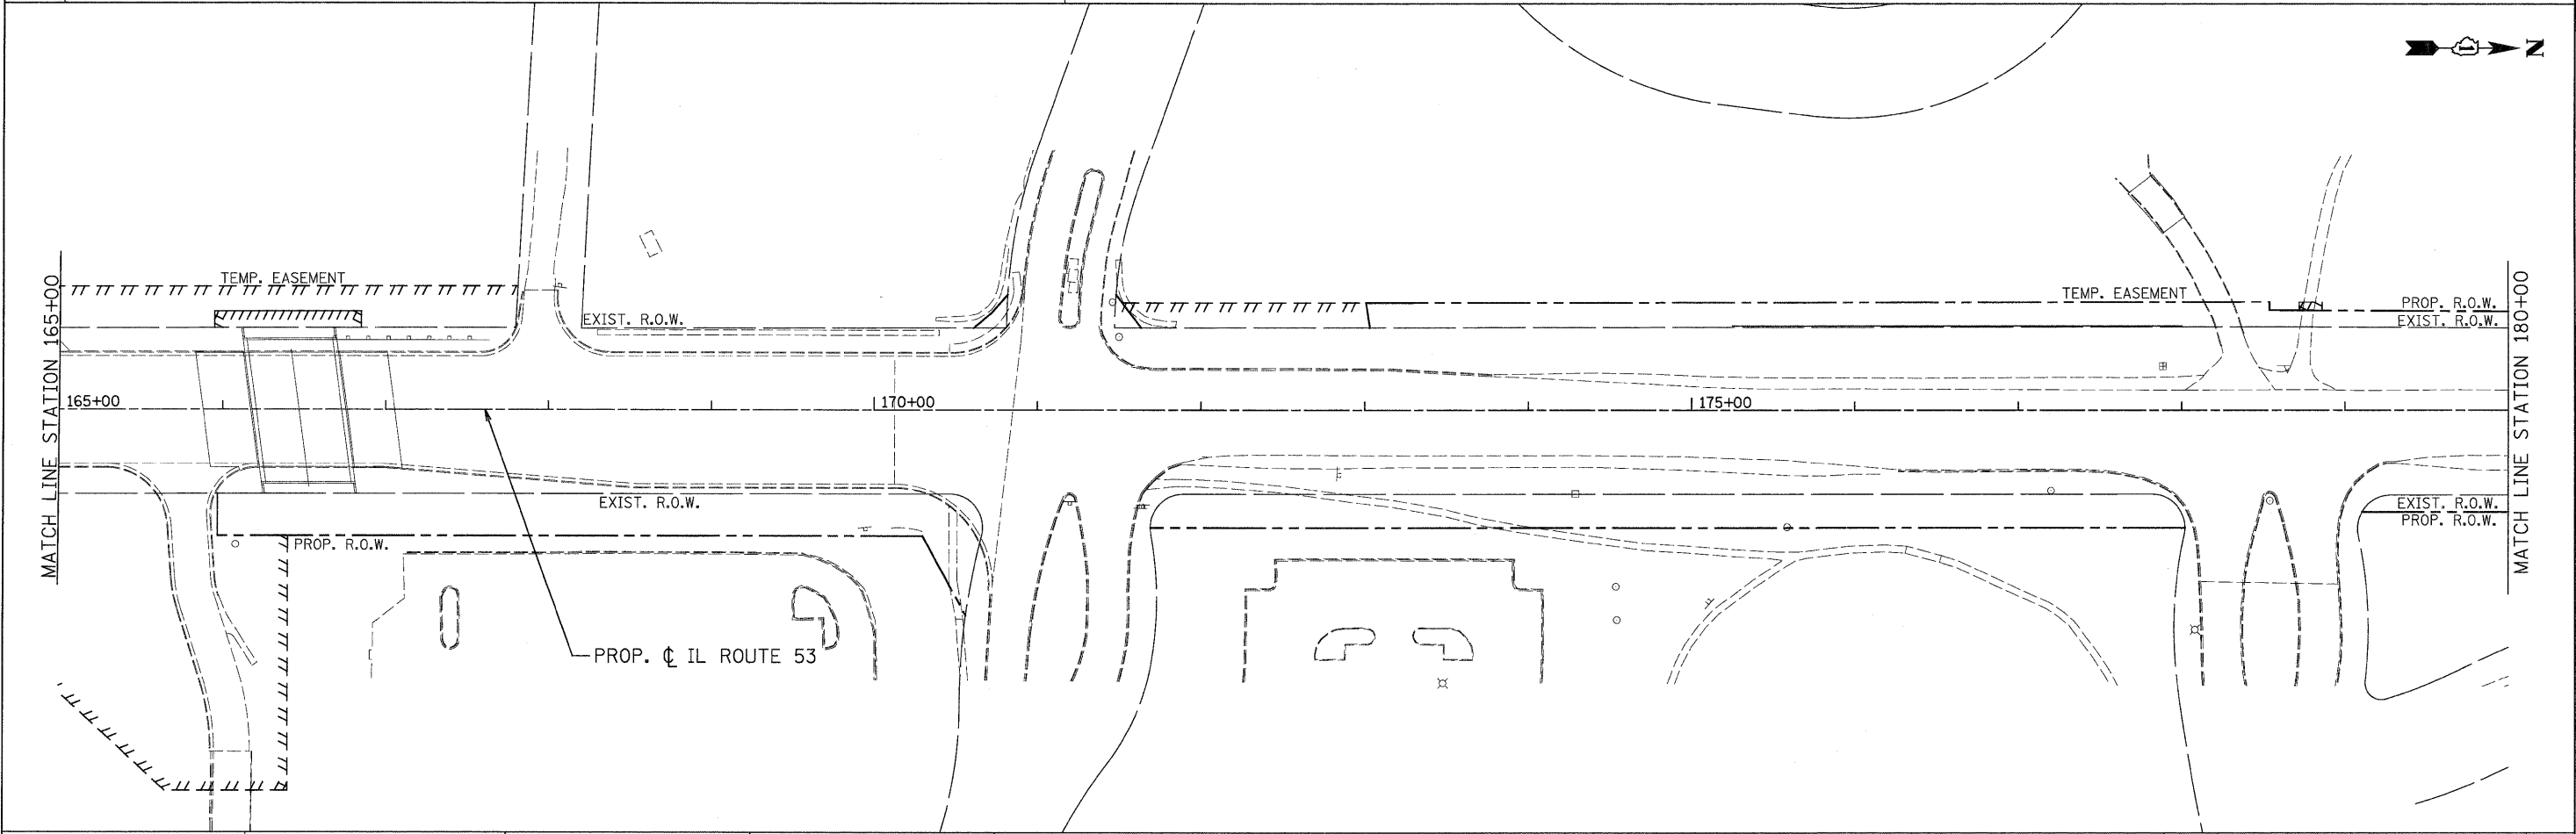 N
TEMP. EASEMENT
TEMP. EASEMENT
PROP. R.O.W.
EXIST. R.O.W.
EXIST. R.O.W.
MATCH LINE STATION 165+00
165+00
170+00
175+00
MATCH LINE STATION 180+00
EXIST. R.O.W.
EXIST. R.O.W.
PROP. R.O.W.
PROP. R.O.W.
PROP. ℄ IL ROUTE 53